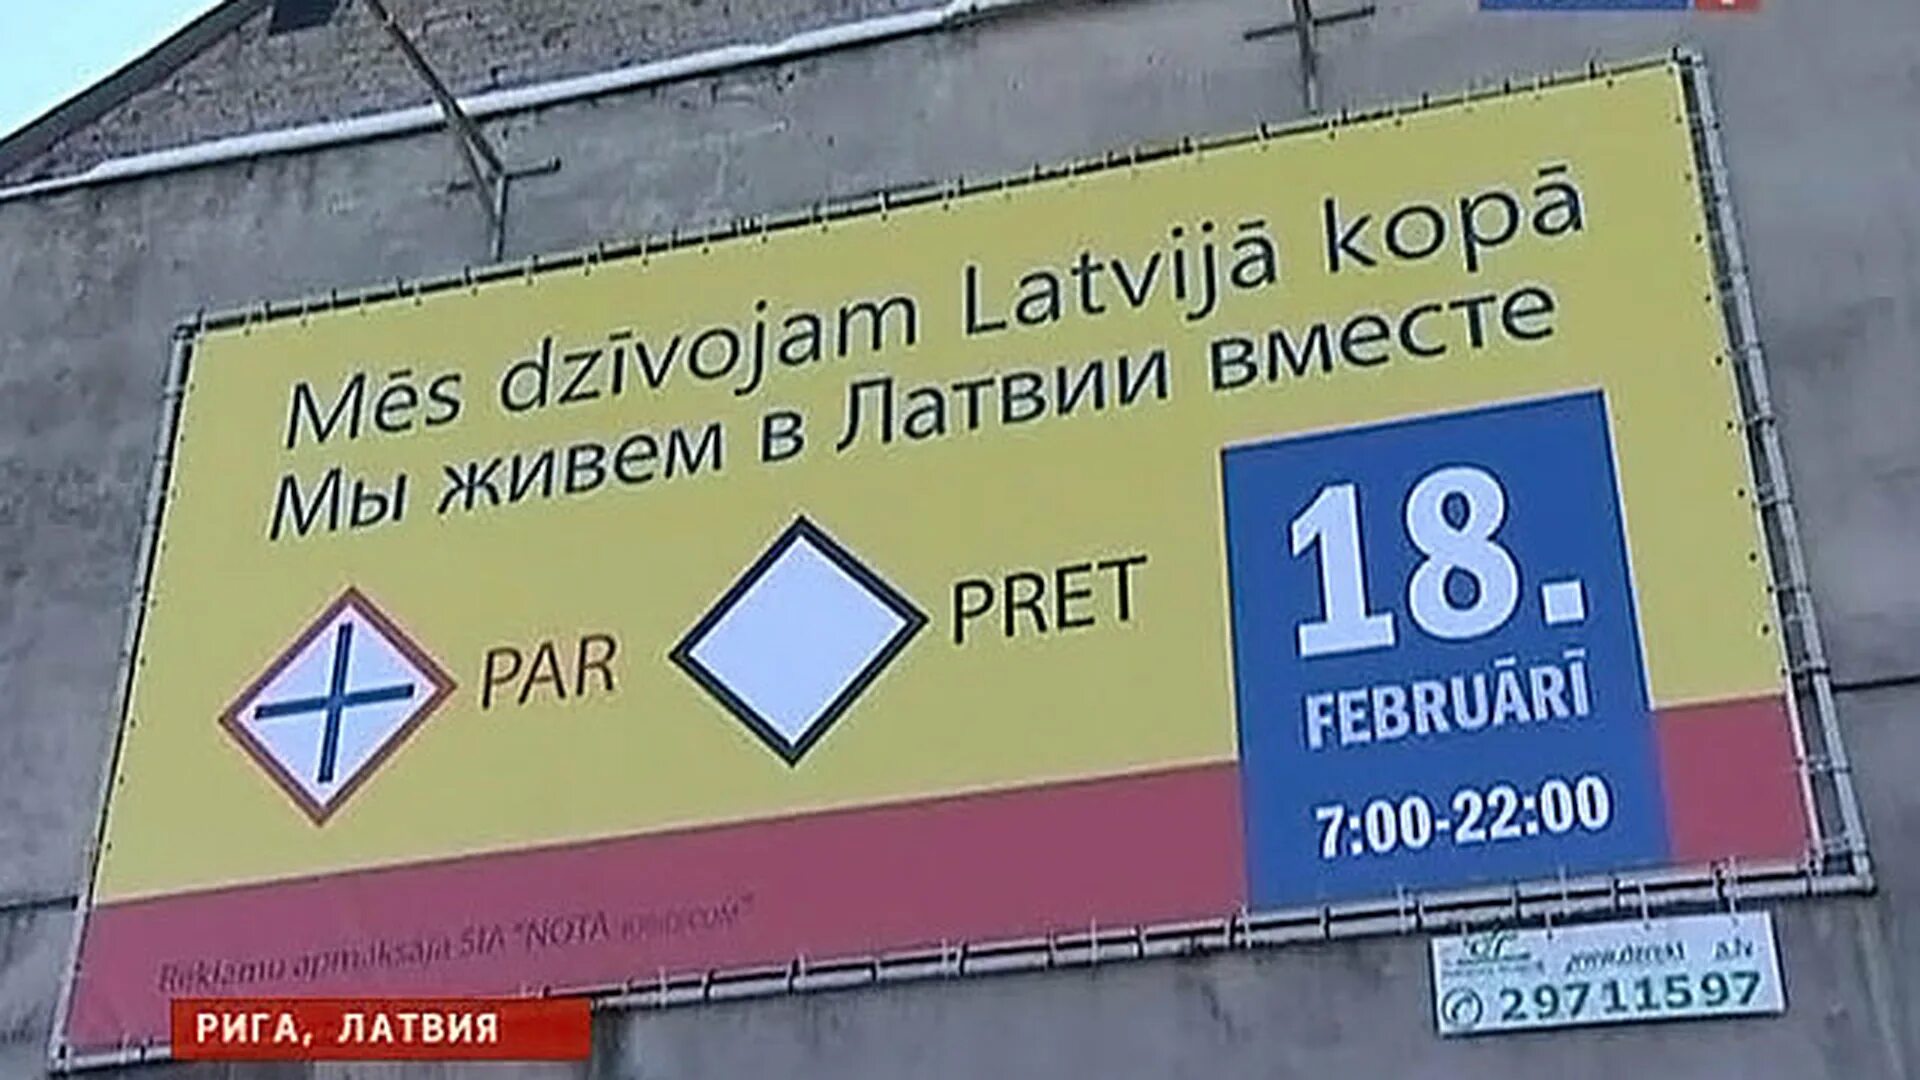 Mēs dzīvojam Latvijā kopā
Мы живем в Латвии вместе
PAR
PRET
18.
FEBRUĀRĪ
7:00-22:00
Reklāmu apmaksāja SIA "NOTA
РИГА, ЛАТВИЯ
29711597